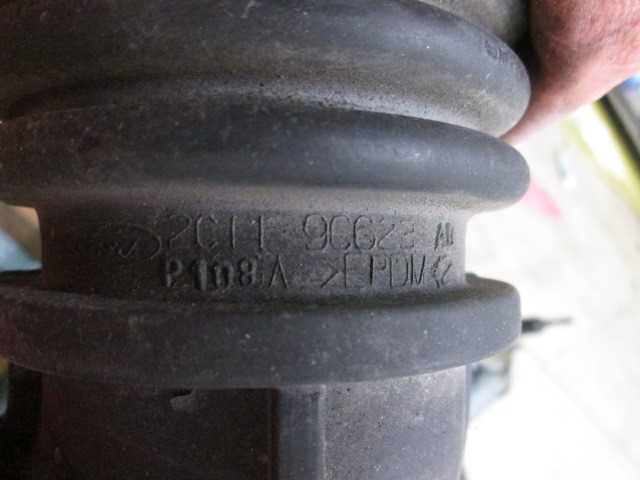 2C11 9C623 AD
P108A >EPDM<